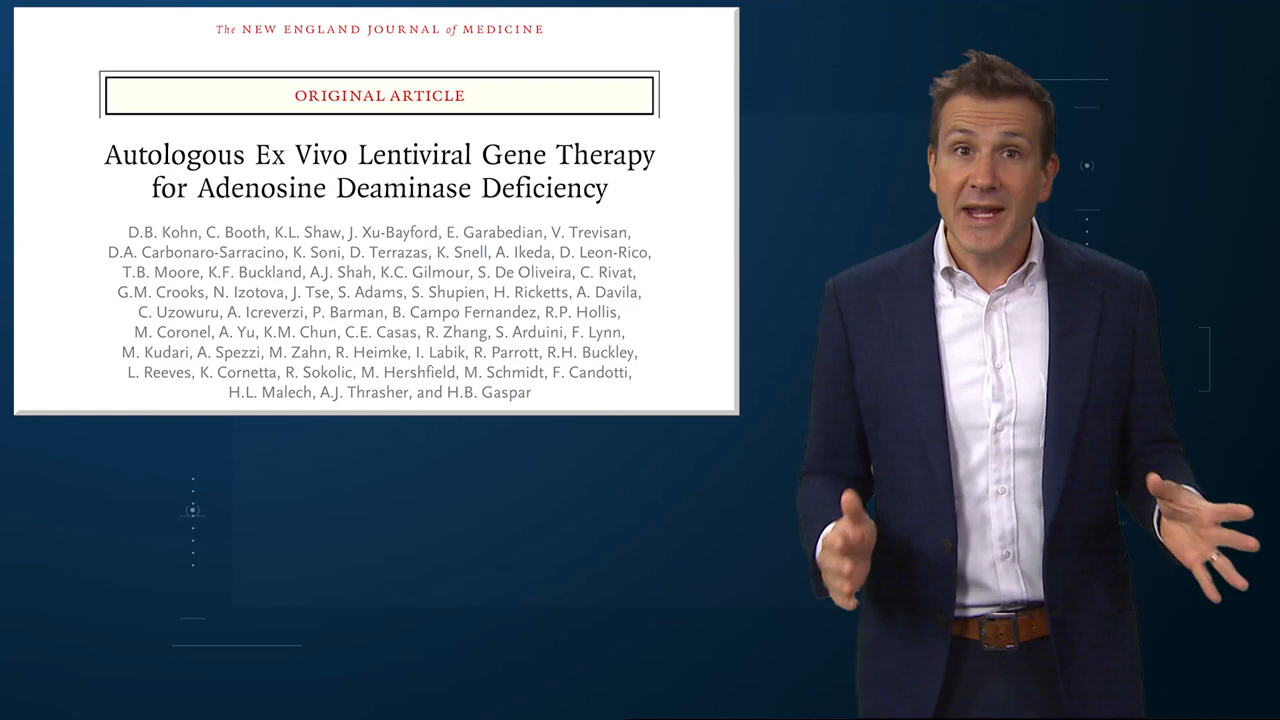 The NEW ENGLAND JOURNAL of MEDICINE
ORIGINAL ARTICLE
Autologous Ex Vivo Lentiviral Gene Therapy
for Adenosine Deaminase Deficiency
D.B. Kohn, C. Booth, K.L. Shaw, J. Xu-Bayford, E. Garabedian, V. Trevisan,
D.A. Carbonaro-Sarracino, K. Soni, D. Terrazas, K. Snell, A. Ikeda, D. Leon-Rico,
T.B. Moore, K.F. Buckland, A.J. Shah, K.C. Gilmour, S. De Oliveira, C. Rivat,
G.M. Crooks, N. Izotova, J. Tse, S. Adams, S. Shupien, H. Ricketts, A. Davila,
C. Uzowuru, A. Icreverzi, P. Barman, B. Campo Fernandez, R.P. Hollis,
M. Coronel, A. Yu, K.M. Chun, C.E. Casas, R. Zhang, S. Arduini, F. Lynn,
M. Kudari, A. Spezzi, M. Zahn, R. Heimke, I. Labik, R. Parrott, R.H. Buckley,
L. Reeves, K. Cornetta, R. Sokolic, M. Hershfield, M. Schmidt, F. Candotti,
H.L. Malech, A.J. Thrasher, and H.B. Gaspar